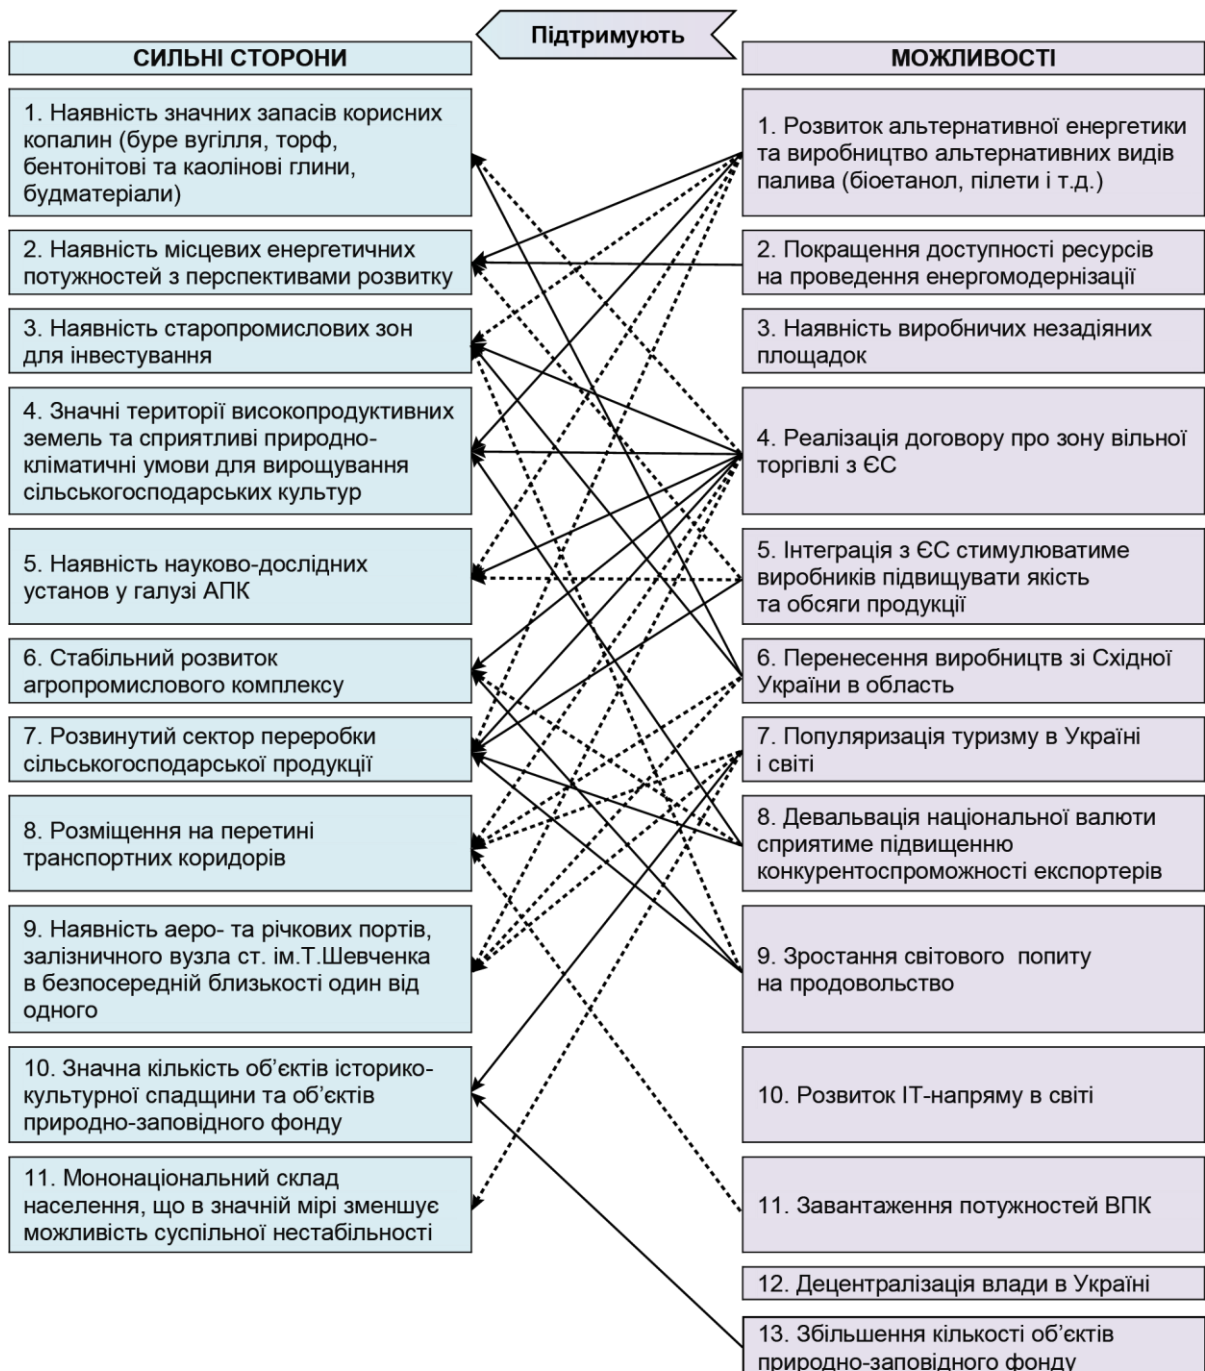 Підтримують
СИЛЬНІ СТОРОНИ
1. Наявність значних запасів корисних
копалин (буре вугілля, торф,
бентонітові та каолінові глини,
будматеріали)
2. Наявність місцевих енергетичних
потужностей з перспективами розвитку
3. Наявність старопромислових зон
для інвестування
4. Значні території високопродуктивних
земель та сприятливі природно-
кліматичні умови для вирощування
сільськогосподарських культур
5. Наявність науково-дослідних
установ у галузі АПК
6. Стабільний розвиток
агропромислового комплексу
7. Розвинутий сектор переробки
сільськогосподарської продукції
8. Розміщення на перетині
транспортних коридорів
9. Наявність аеро- та річкових портів,
залізничного вузла ст. ім.Т.Шевченка
в безпосередній близькості один від
одного
10. Значна кількість об’єктів історико-
культурної спадщини та об’єктів
природно-заповідного фонду
11. Мононаціональний склад
населення, що в значній мірі зменшує
можливість суспільної нестабільності
МОЖЛИВОСТІ
1. Розвиток альтернативної енергетики
та виробництво альтернативних видів
палива (біоетанол, пілети і т.д.)
2. Покращення доступності ресурсів
на проведення енергомодернізації
3. Наявність виробничих незадіяних
площадок
4. Реалізація договору про зону вільної
торгівлі з ЄС
5. Інтеграція з ЄС стимулюватиме
виробників підвищувати якість
та обсяги продукції
6. Перенесення виробництв зі Східної
України в область
7. Популяризація туризму в Україні
і світі
8. Девальвація національної валюти
сприятиме підвищенню
конкурентоспроможності експортерів
9. Зростання світового попиту
на продовольство
10. Розвиток ІТ-напряму в світі
11. Завантаження потужностей ВПК
12. Децентралізація влади в Україні
13. Збільшення кількості об’єктів
природно-заповідного фонду